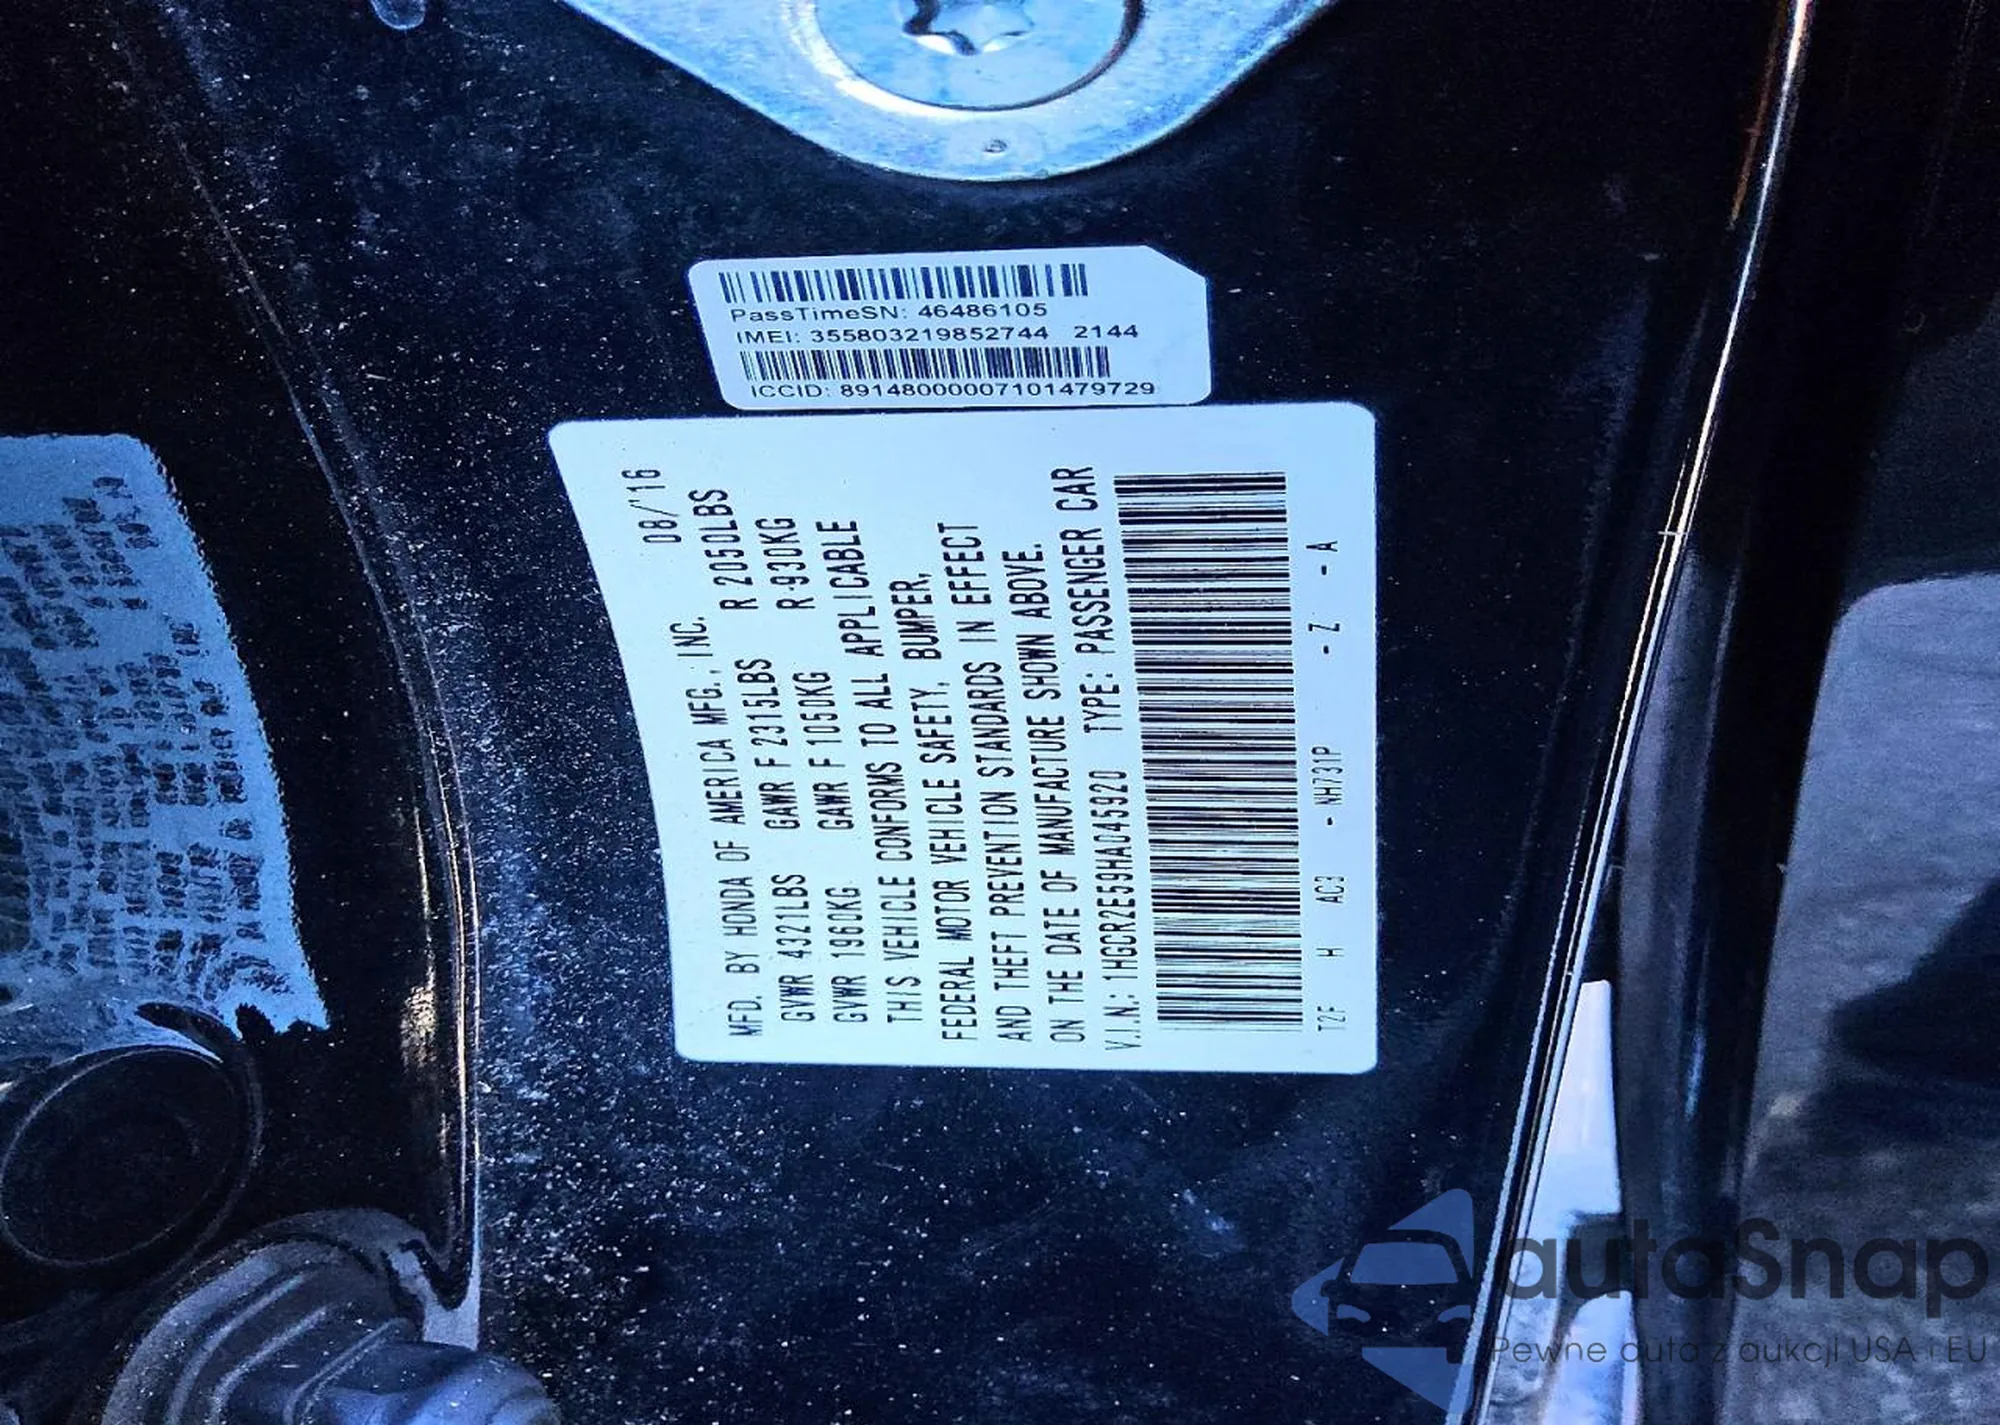 PassTimeSN: 46486105
IMEI: 355803219852744 2144
ICCID: 89148000007101479729
MFD. BY HONDA OF AMERICA MFG., INC. 08/'16
GVWR 4321LBS GAWR F 2315LBS R 2050LBS
GVWR 1960KG GAWR F 1050KG R 930KG
THIS VEHICLE CONFORMS TO ALL APPLICABLE
FEDERAL MOTOR VEHICLE SAFETY, BUMPER,
AND THEFT PREVENTION STANDARDS IN EFFECT
ON THE DATE OF MANUFACTURE SHOWN ABOVE.
V.I.N.: 1HGCR2E59HA045920 TYPE: PASSENGER CAR
T2F H AC3 - NH731P - Z - A
autaSnap
Pewne auta z aukcji USA i EU